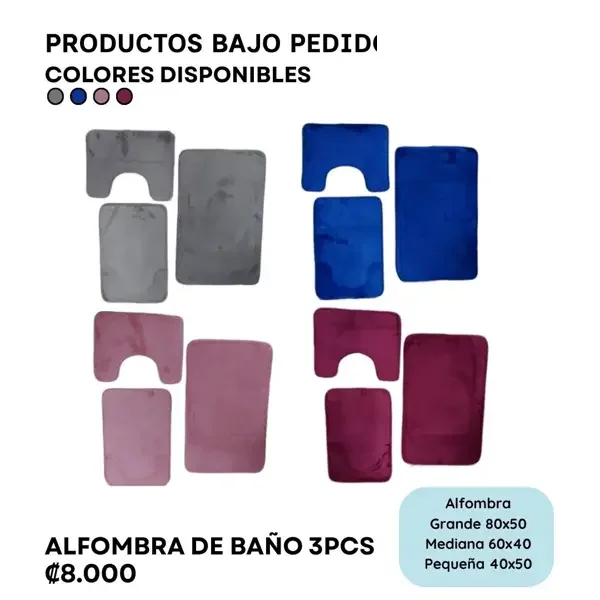 PRODUCTOS BAJO PEDIDO
COLORES DISPONIBLES
ALFOMBRA DE BAÑO 3PCS
₡8.000
Alfombra
Grande 80x50
Mediana 60x40
Pequeña 40x50